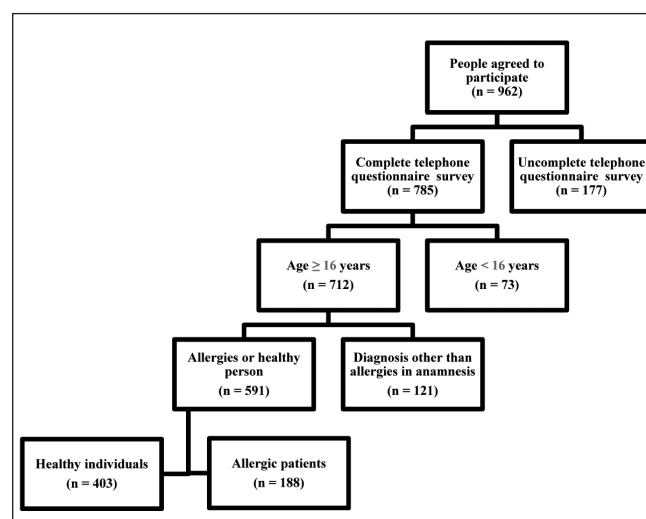 People agreed to
participate
(n = 962)
Complete telephone
questionnaire survey
(n = 785)
Uncomplete telephone
questionnaire survey
(n = 177)
Age ≥ 16 years
(n = 712)
Age < 16 years
(n = 73)
Allergies or healthy
person
(n = 591)
Diagnosis other than
allergies in anamnesis
(n = 121)
Healthy individuals
(n = 403)
Allergic patients
(n = 188)